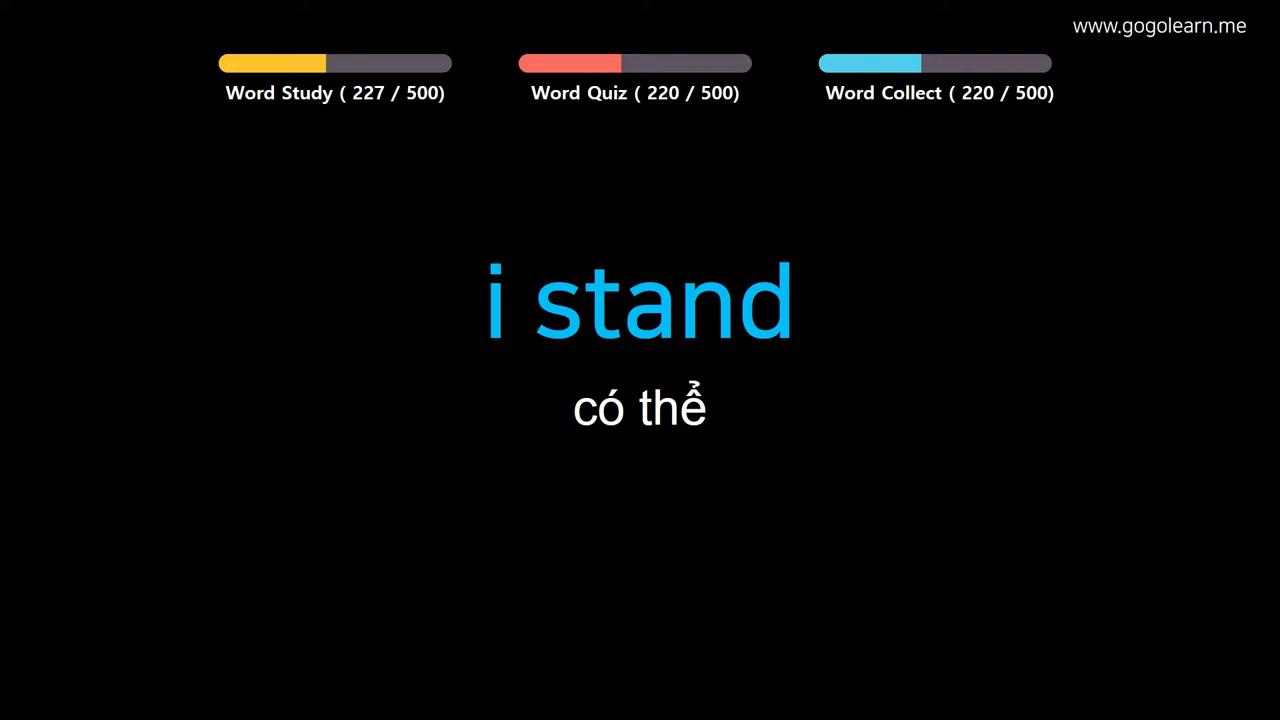 www.gogolearn.me
Word Study ( 227 / 500)
Word Quiz ( 220 / 500)
Word Collect ( 220 / 500)
i stand
có thể